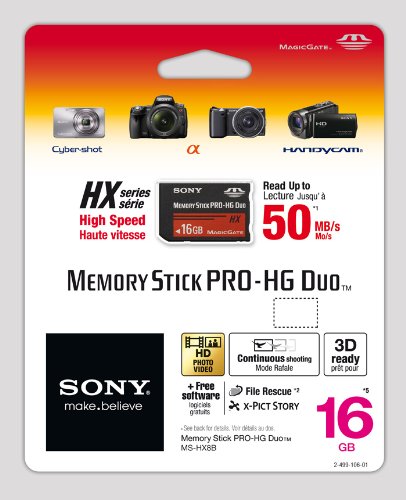 MAGICGATE
SONY
Cyber-shot
α
HD
HANDYCAM®
HX series
série
High Speed
Haute vitesse
SONY
MEMORY STICK PRO-HG DUO
HX
16GB
MAGICGATE
Read Up to
Lecture Jusqu' à
50 MB/s *1
Mo/s
MEMORY STICK PRO-HG DUO™
SONY
make.believe
HD
PHOTO
VIDEO
Continuous shooting
Mode Rafale
3D
ready
prêt pour
+ Free
software
logiciels
gratuits
File Rescue *2
X-PICT STORY
16 *5
GB
• See back for details. Voir détails au dos.
Memory Stick PRO-HG Duo™
MS-HX8B
2-499-106-01